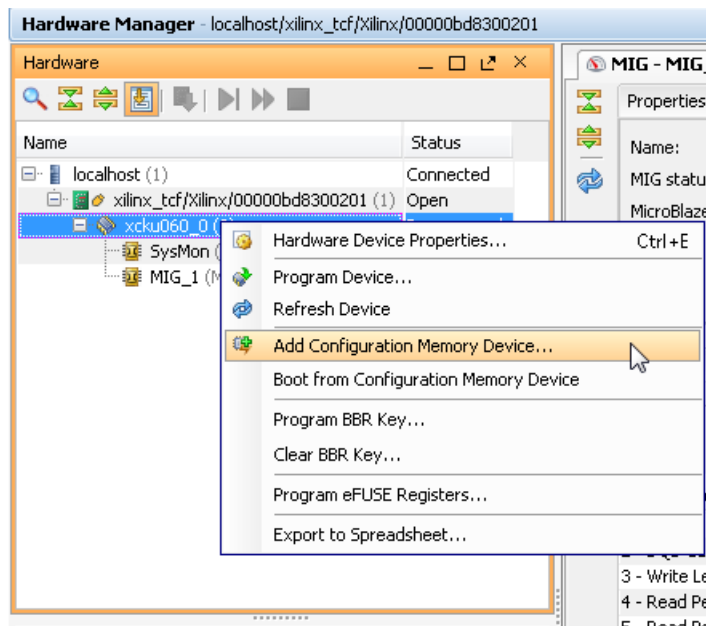 Hardware Manager - localhost/xilinx_tcf/Xilinx/00000bd8300201
Hardware
Name Status
localhost (1) Connected
xilinx_tcf/Xilinx/00000bd8300201 (1) Open
xcku060_0
SysMon
MIG_1
Hardware Device Properties... Ctrl+E
Program Device...
Refresh Device
Add Configuration Memory Device...
Boot from Configuration Memory Device
Program BBR Key...
Clear BBR Key...
Program eFUSE Registers...
Export to Spreadsheet...
MIG - MIG_
Properties
Name:
MIG statu
MicroBlaze
3 - Write Le
4 - Read Pe